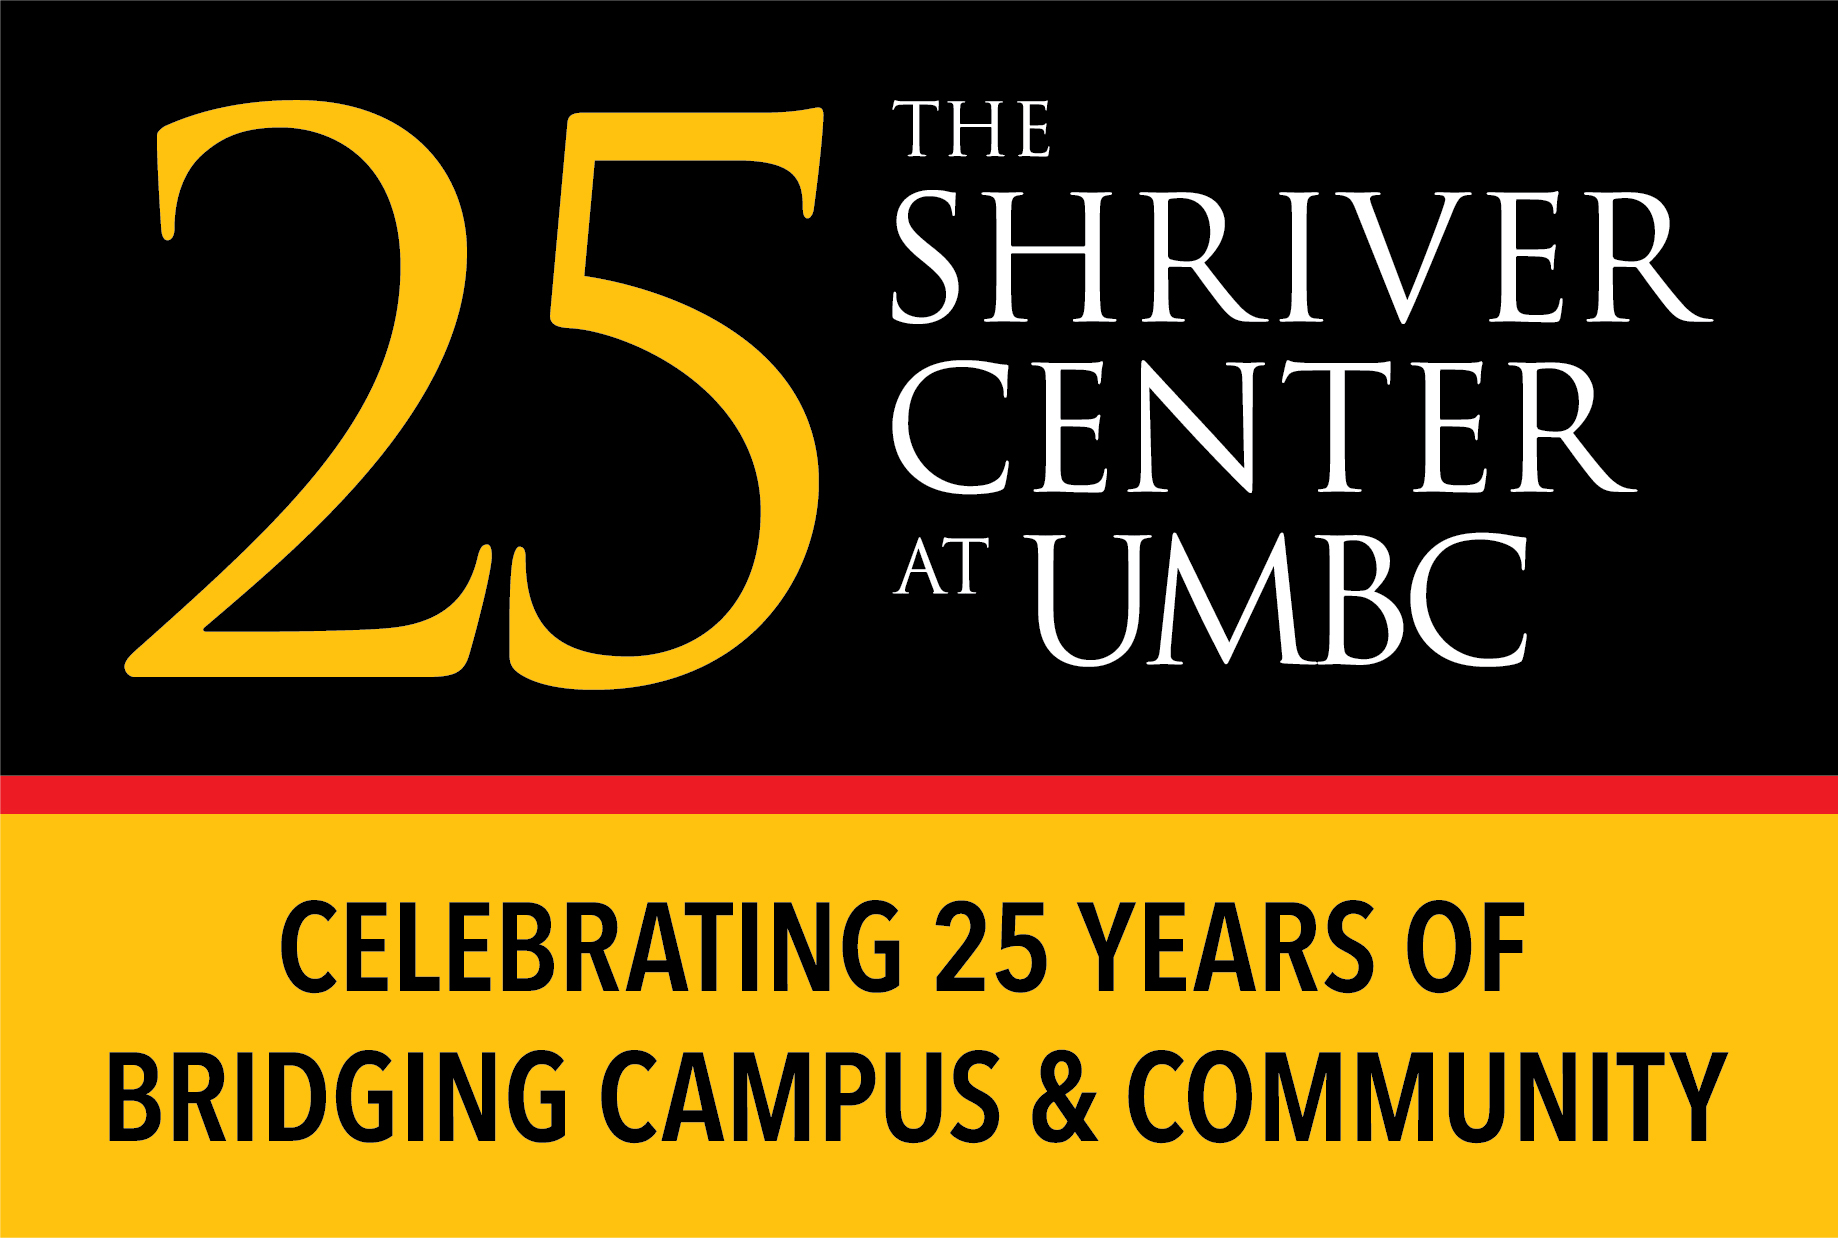 25
THE
SHRIVER
CENTER
AT UMBC
CELEBRATING 25 YEARS OF
BRIDGING CAMPUS & COMMUNITY